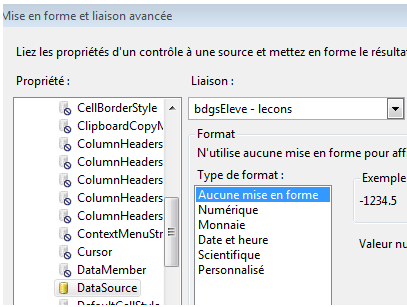 Mise en forme et liaison avancée
Liez les propriétés d'un contrôle à une source et mettez en forme le résulta
Propriété :
Liaison :
CellBorderStyle
ClipboardCopyM
ColumnHeaders
ColumnHeaders
ColumnHeaders
ColumnHeaders
ColumnHeaders
ContextMenuStr
Cursor
DataMember
DataSource
DefaultCellStyle
bdgsEleve - lecons
Format
N'utilise aucune mise en forme pour aff
Type de format :
Aucune mise en forme
Numérique
Monnaie
Date et heure
Scientifique
Personnalisé
Exemple
-1234.5
Valeur nu